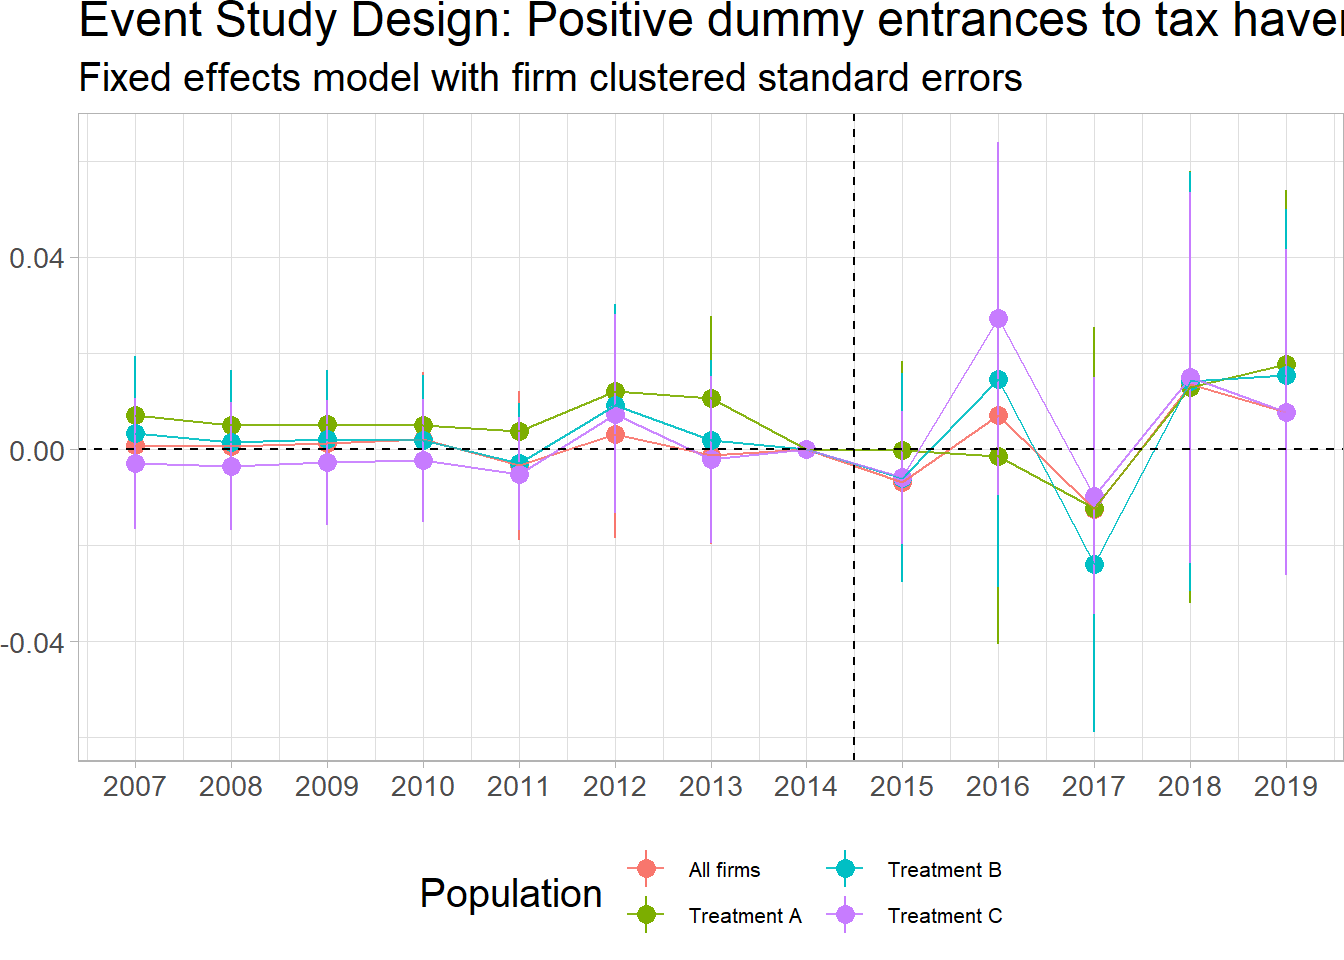 Event Study Design: Positive dummy entrances to tax haven
Fixed effects model with firm clustered standard errors
0.04
0.00
-0.04
2007 2008 2009 2010 2011 2012 2013 2014 2015 2016 2017 2018 2019
Population
All firms
Treatment B
Treatment A
Treatment C